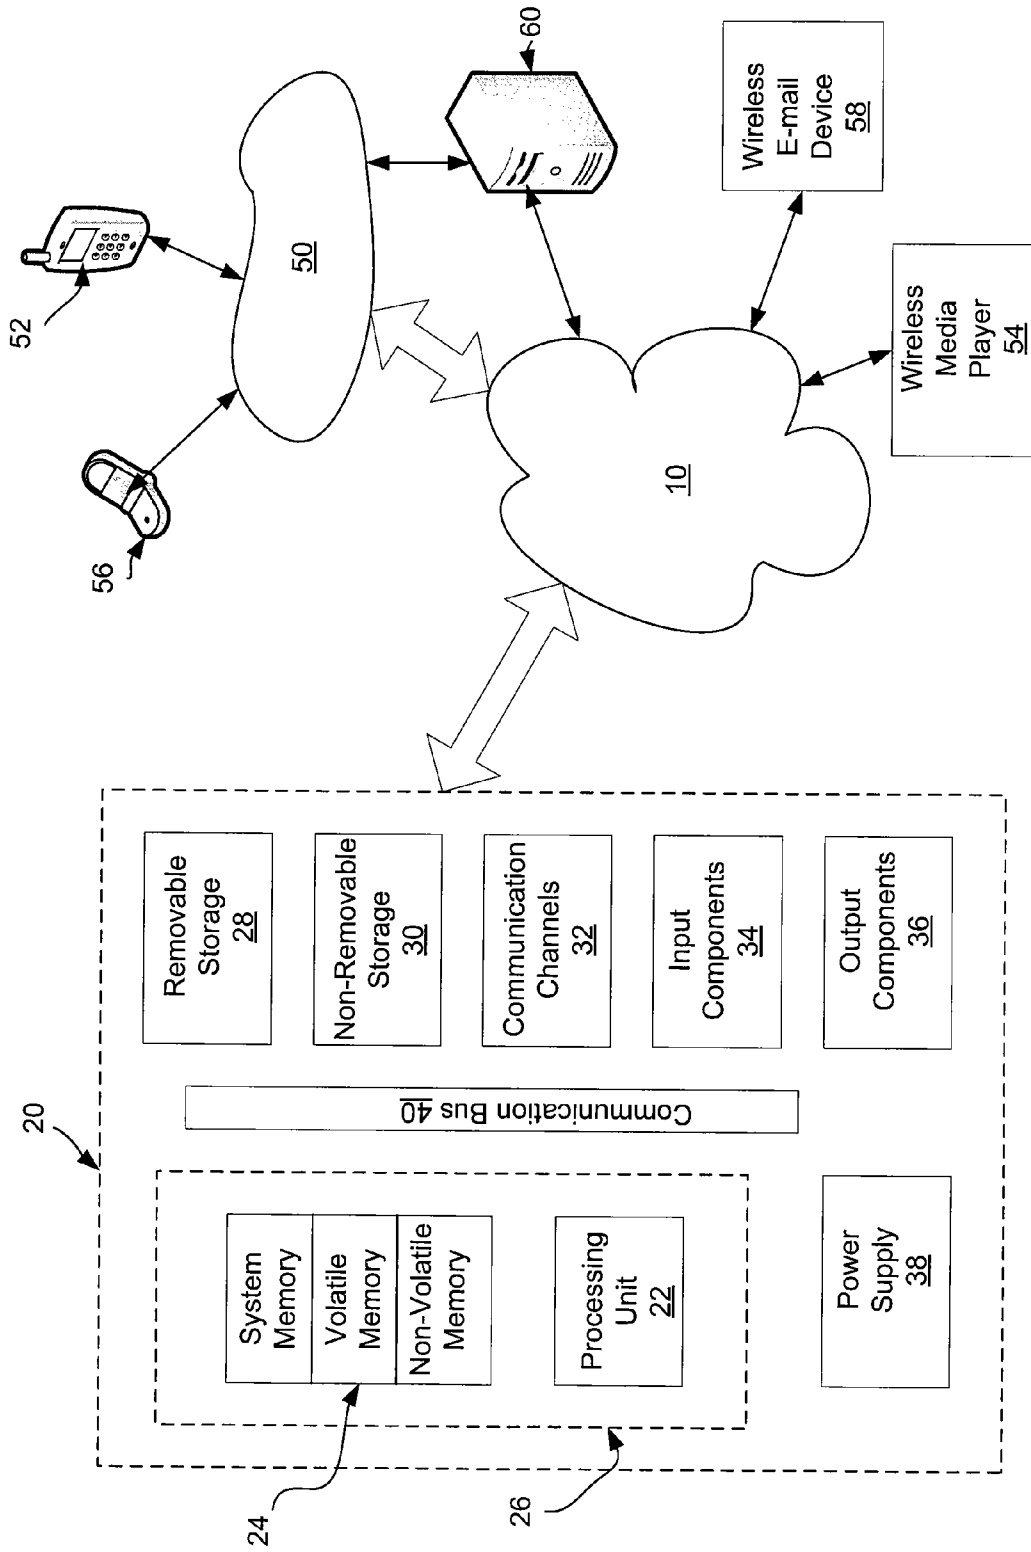 20
24
26
System
Memory
Volatile
Memory
Non-Volatile
Memory
Processing
Unit
22
Power
Supply
38
Communication Bus 40
Removable
Storage
28
Non-Removable
Storage
30
Communication
Channels
32
Input
Components
34
Output
Components
36
56
52
50
60
10
Wireless
Media
Player
54
Wireless
E-mail
Device
58